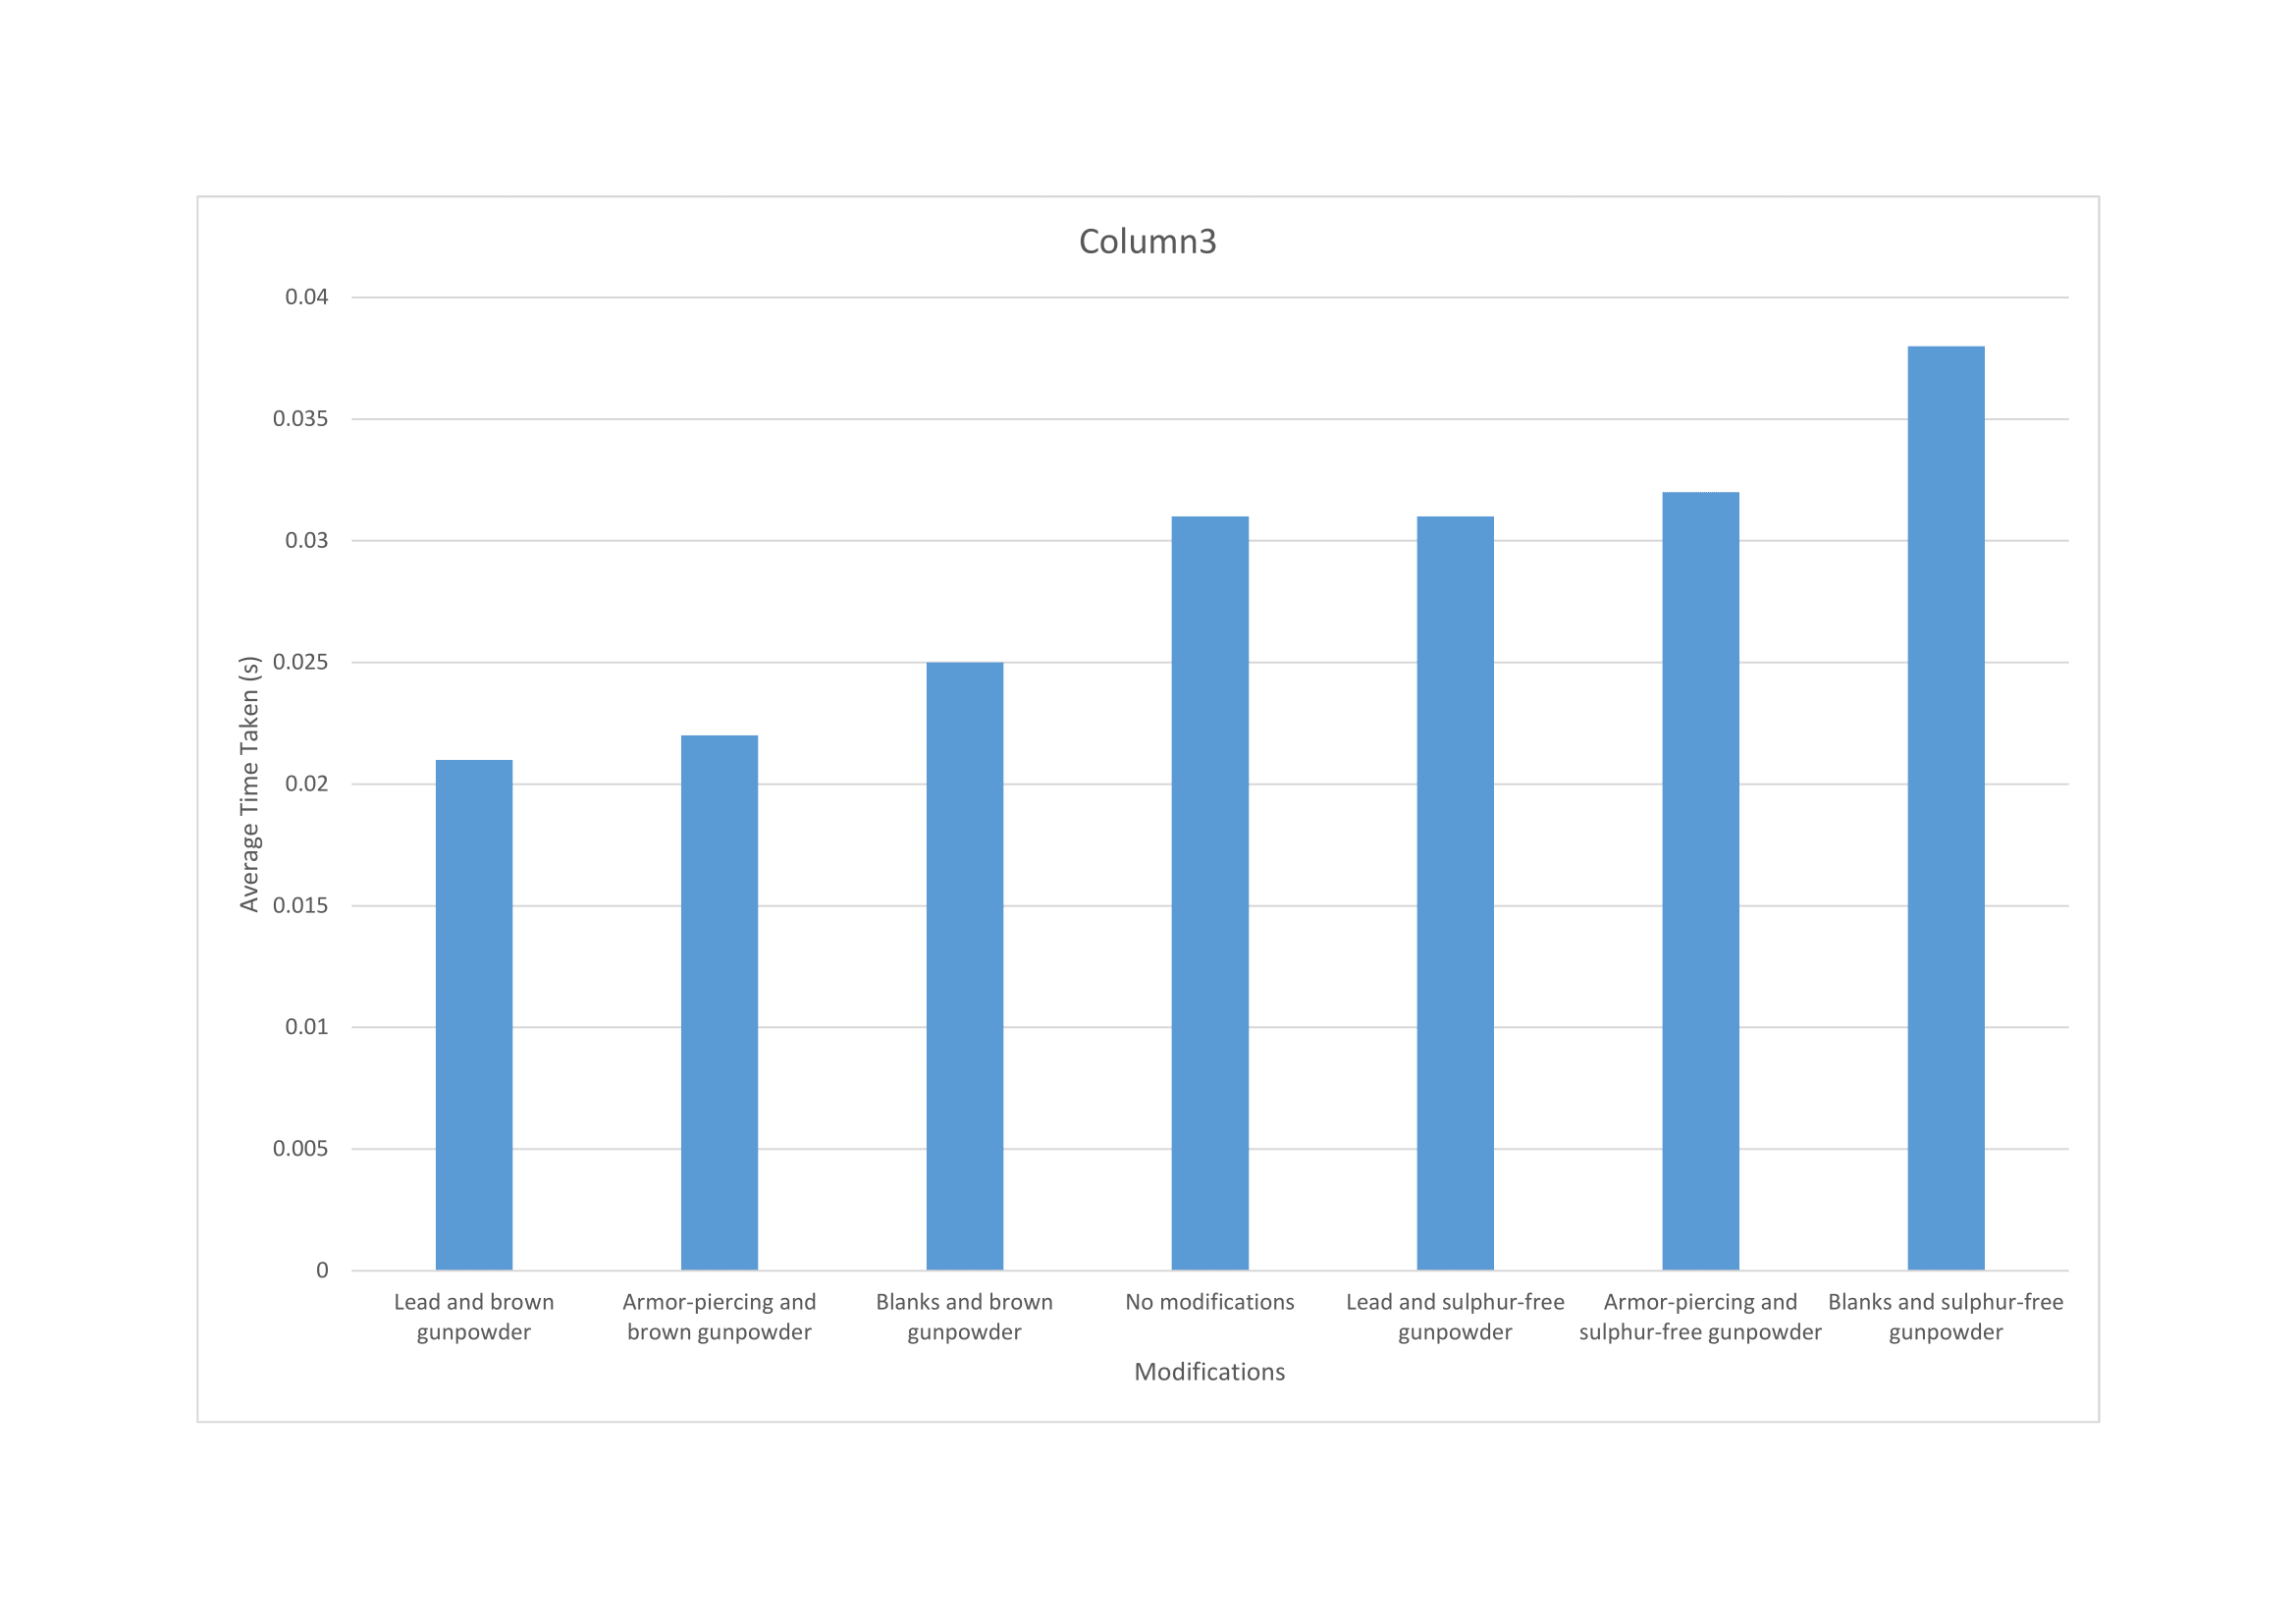 Column3
0.04
0.035
0.03
0.025
0.02
0.015
0.01
0.005
0
Average Time Taken (s)
Lead and brown
gunpowder
Armor-piercing and
brown gunpowder
Blanks and brown
gunpowder
No modifications
Lead and sulphur-free
gunpowder
Armor-piercing and
sulphur-free gunpowder
Blanks and sulphur-free
gunpowder
Modifications